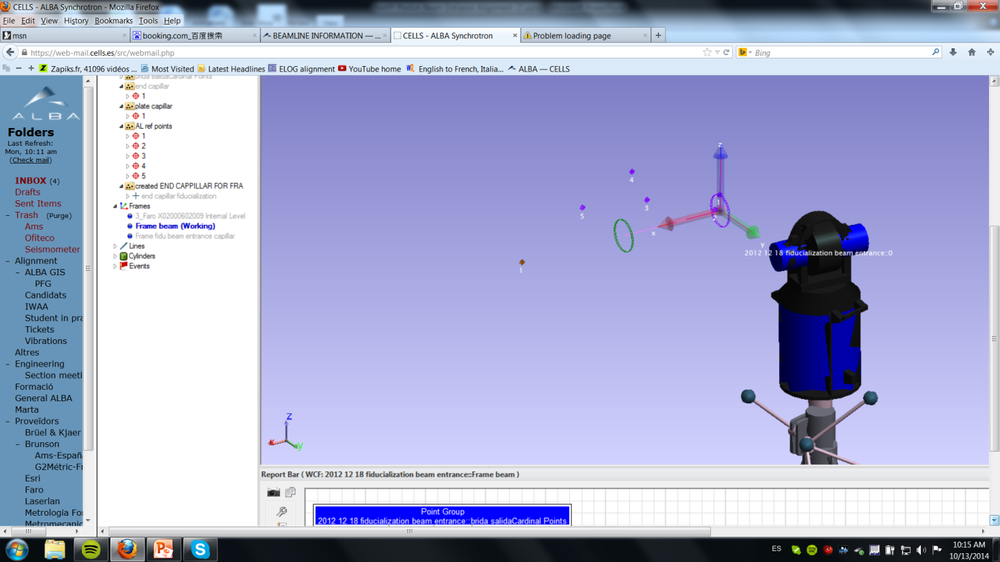 CELLS - ALBA Synchrotron - Mozilla Firefox
File Edit View History Bookmarks Tools Help
msn
booking.com_百度搜索
BEAMLINE INFORMATION — ...
CELLS - ALBA Synchrotron
Problem loading page
https://web-mail.cells.es/src/webmail.php
Bing
Zapiks.fr, 41096 vidéos ...
Most Visited
Latest Headlines
ELOG alignment
YouTube home
English to French, Italia...
ALBA — CELLS
ALBA
Folders
Last Refresh:
Mon, 10:11 am
(Check mail)
INBOX (4)
Drafts
Sent Items
Trash (Purge)
Ams
Ofiteco
Seismometer
Alignment
ALBA GIS
PFG
Candidats
IWAA
Student in pra
Tickets
Vibrations
Altres
Engineering
Section meeti
Formació
General ALBA
Marta
Proveïdors
Brüel & Kjaer
Brunson
Ams-Españ
G2Métric-Fr
Esri
Faro
Laserlan
Metrología Fo
Metromecanic
brida salidaCardinal Points
end capillar
1
plate capillar
1
AL ref points
1
2
3
4
5
created END CAPPILLAR FOR FRA
end capillar fiducialization
Frames
3_Faro X02000602009 Internal Level
Frame beam (Working)
Frame fidu beam entrance capillar
Lines
Cylinders
Events
z
4
3
1
5
2
x
y
2012 12 18 fiducialization beam entrance::0
1
z
x
y
Report Bar ( WCF: 2012 12 18 fiducialization beam entrance::Frame beam )
Point Group
2012 12 18 fiducialization beam entrance::brida salidaCardinal Points
ES
10:15 AM
10/13/2014